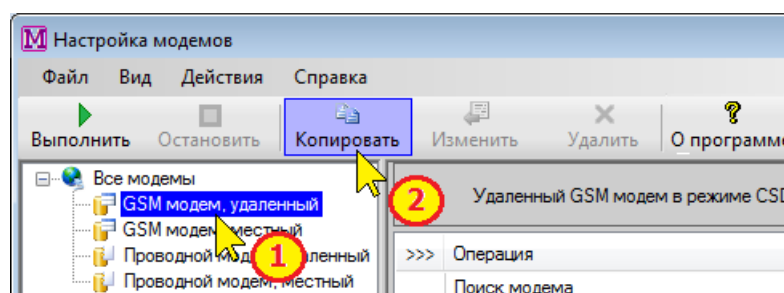 M Настройка модемов
Файл Вид Действия Справка
Выполнить Остановить Копировать Изменить Удалить О программе
Все модемы
GSM модем, удаленный
GSM модем, местный
Проводной модем, удаленный
Проводной модем, местный
1
2
Удаленный GSM модем в режиме CSD
>>> Операция
Поиск модема